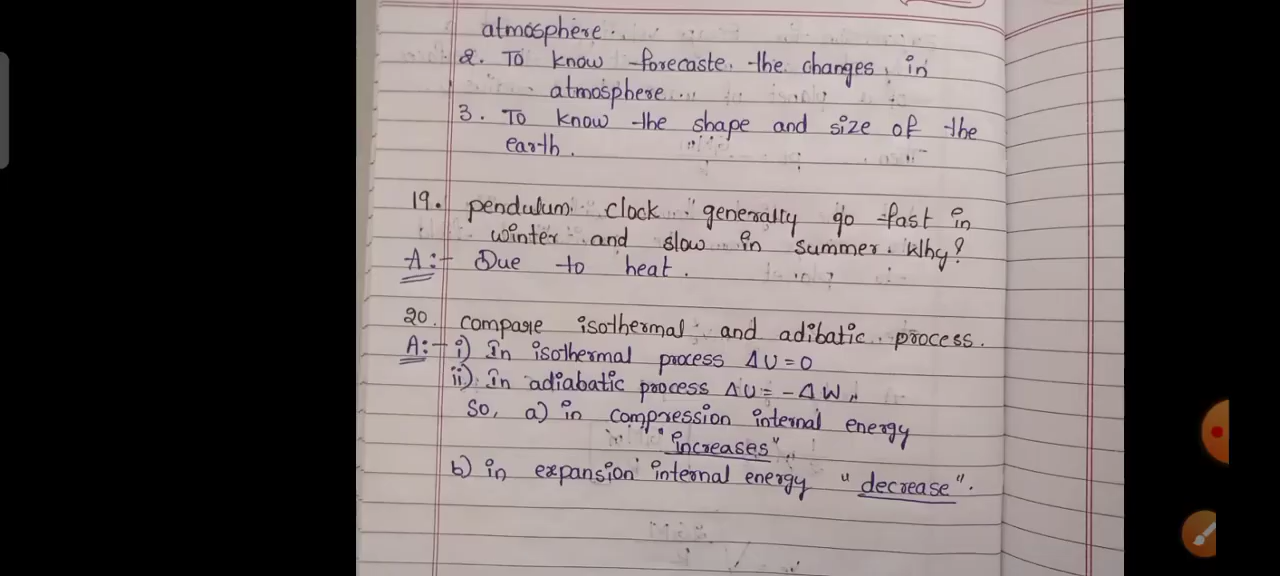 atmosphere.
2. To know forecaste the changes in
atmosphere.
3. To know the shape and size of the
earth.
19. pendulum clock generally go fast in
winter and slow in summer. Why?
A:- Due to heat.
20. compare isothermal and adibatic process.
A:- i) In isothermal process ΔU=0
ii) in adiabatic process ΔU= -ΔW
So, a) in compression internal energy
"increases".
b) in expansion internal energy "decrease".